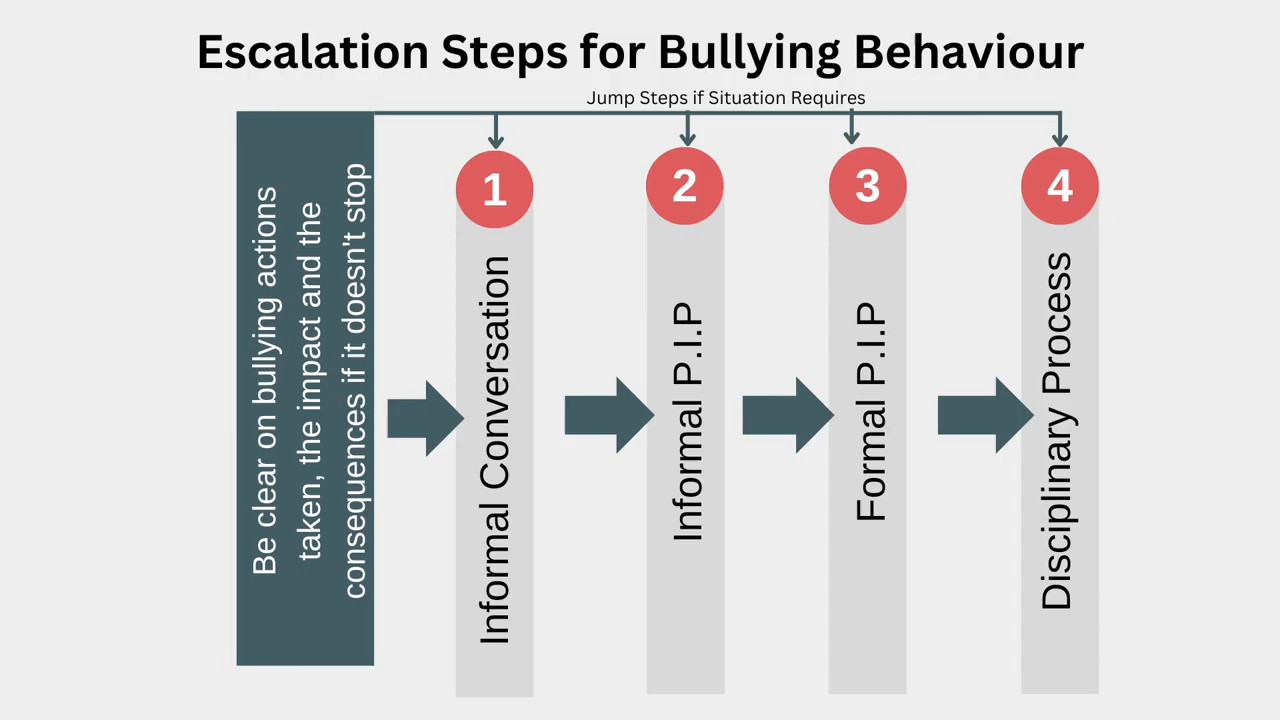 Escalation Steps for Bullying Behaviour
Jump Steps if Situation Requires
Be clear on bullying actions
taken, the impact and the
consequences if it doesn't stop
1
Informal Conversation
2
Informal P.I.P
3
Formal P.I.P
4
Disciplinary Process